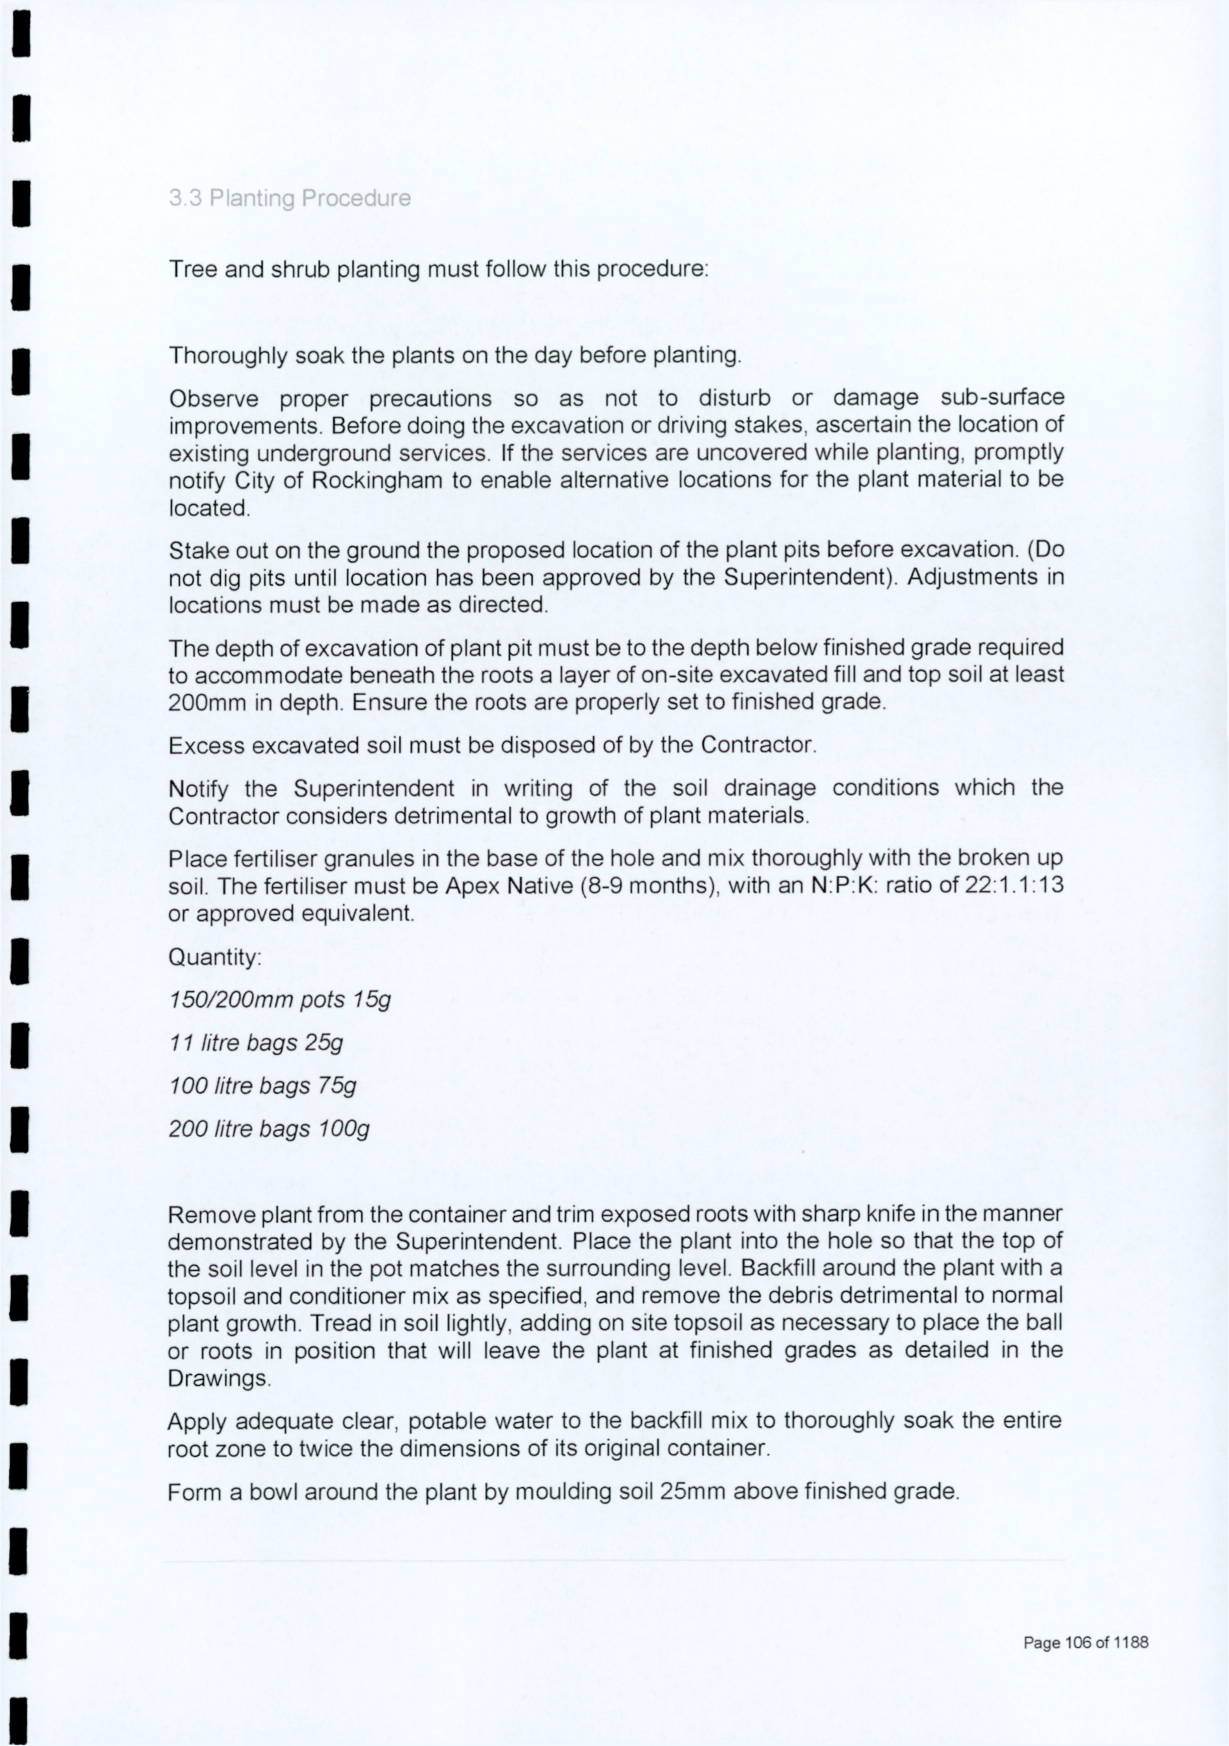 3.3 Planting Procedure
Tree and shrub planting must follow this procedure:
Thoroughly soak the plants on the day before planting.
Observe proper precautions so as not to disturb or damage sub-surface
improvements. Before doing the excavation or driving stakes, ascertain the location of
existing underground services. If the services are uncovered while planting, promptly
notify City of Rockingham to enable alternative locations for the plant material to be
located.
Stake out on the ground the proposed location of the plant pits before excavation. (Do
not dig pits until location has been approved by the Superintendent). Adjustments in
locations must be made as directed.
The depth of excavation of plant pit must be to the depth below finished grade required
to accommodate beneath the roots a layer of on-site excavated fill and top soil at least
200mm in depth. Ensure the roots are properly set to finished grade.
Excess excavated soil must be disposed of by the Contractor.
Notify the Superintendent in writing of the soil drainage conditions which the
Contractor considers detrimental to growth of plant materials.
Place fertiliser granules in the base of the hole and mix thoroughly with the broken up
soil. The fertiliser must be Apex Native (8-9 months), with an N:P:K: ratio of 22:1.1:13
or approved equivalent.
Quantity:
150/200mm pots 15g
11 litre bags 25g
100 litre bags 75g
200 litre bags 100g
Remove plant from the container and trim exposed roots with sharp knife in the manner
demonstrated by the Superintendent. Place the plant into the hole so that the top of
the soil level in the pot matches the surrounding level. Backfill around the plant with a
topsoil and conditioner mix as specified, and remove the debris detrimental to normal
plant growth. Tread in soil lightly, adding on site topsoil as necessary to place the ball
or roots in position that will leave the plant at finished grades as detailed in the
Drawings.
Apply adequate clear, potable water to the backfill mix to thoroughly soak the entire
root zone to twice the dimensions of its original container.
Form a bowl around the plant by moulding soil 25mm above finished grade.
Page 106 of 1188